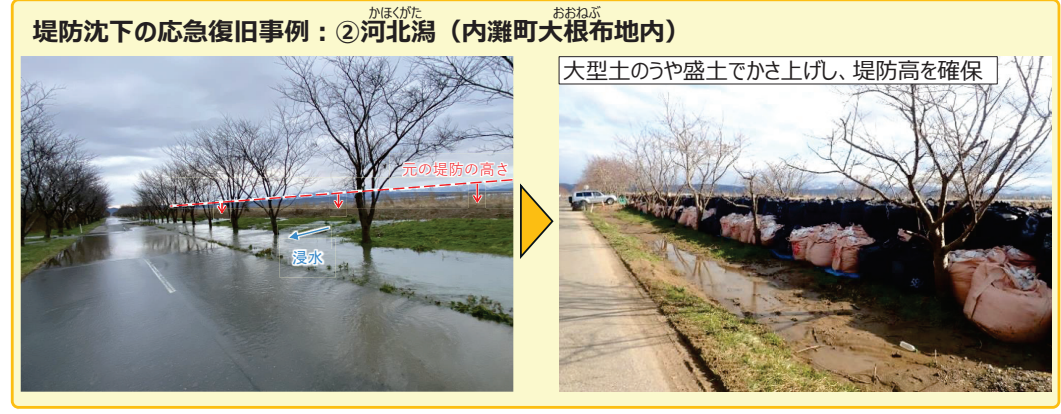 かほくがた おおねぶ
堤防沈下の応急復旧事例：②河北潟（内灘町大根布地内）
元の堤防の高さ
浸水
大型土のうや盛土でかさ上げし、堤防高を確保